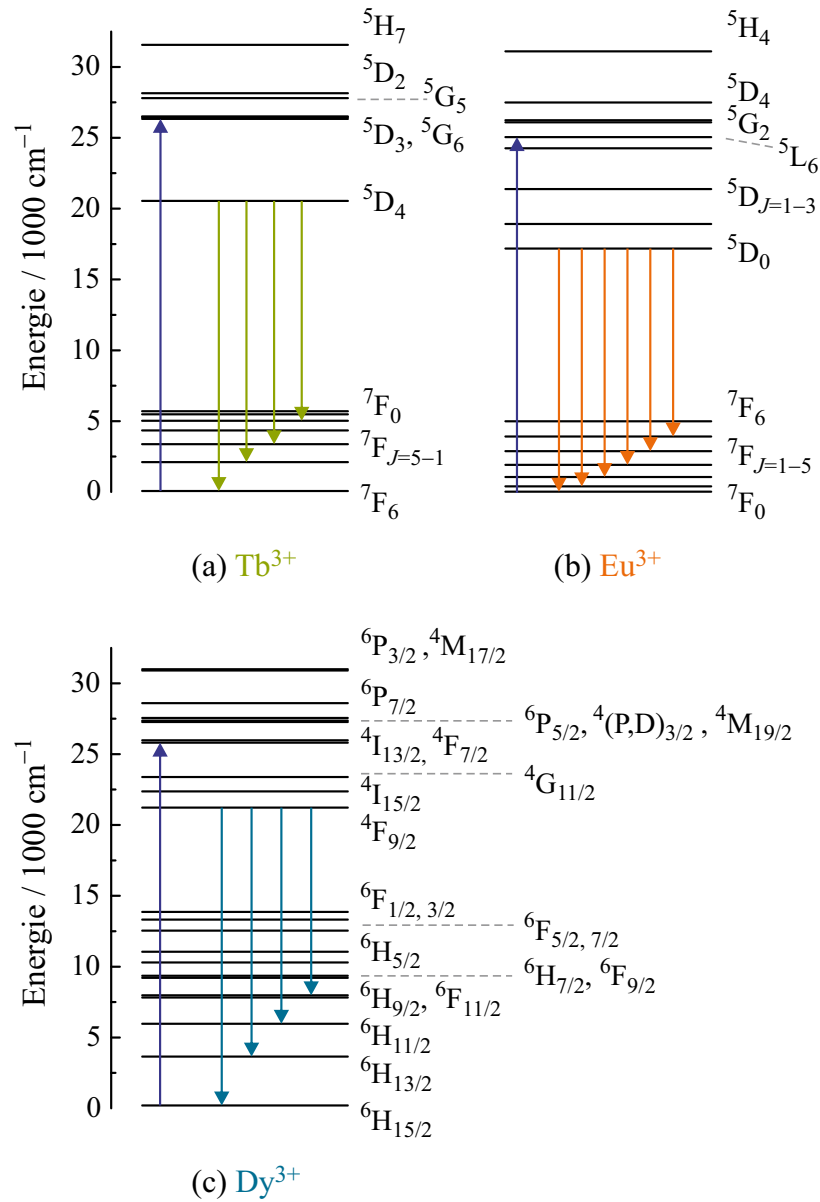 Energie / 1000 cm⁻¹
30
25
20
15
10
5
0
⁵H₇
⁵D₂
⁵G₅
⁵D₃, ⁵G₆
⁵D₄
⁷F₀
⁷F_J=5–1
⁷F₆
(a) Tb³⁺
⁵H₄
⁵D₄
⁵G₂
⁵L₆
⁵D_J=1–3
⁵D₀
⁷F₆
⁷F_J=1–5
⁷F₀
(b) Eu³⁺
Energie / 1000 cm⁻¹
30
25
20
15
10
5
0
⁶P₃/₂ ,⁴M₁₇/₂
⁶P₇/₂
⁶P₅/₂, ⁴(P,D)₃/₂ , ⁴M₁₉/₂
⁴I₁₃/₂, ⁴F₇/₂
⁴G₁₁/₂
⁴I₁₅/₂
⁴F₉/₂
⁶F₁/₂, ₃/₂
⁶F₅/₂, ₇/₂
⁶H₅/₂
⁶H₇/₂, ⁶F₉/₂
⁶H₉/₂, ⁶F₁₁/₂
⁶H₁₁/₂
⁶H₁₃/₂
⁶H₁₅/₂
(c) Dy³⁺